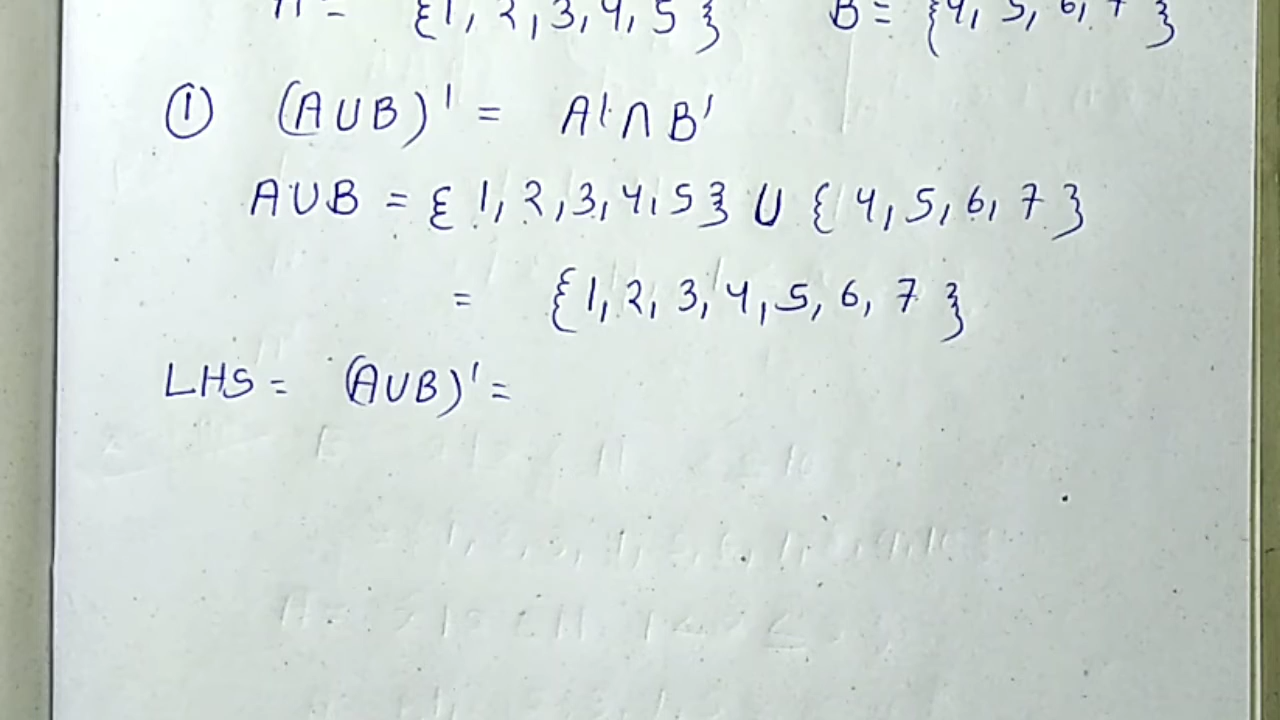 A = {1, 2, 3, 4, 5} B = {4, 5, 6, 7}
① (A∪B)' = A'∩B'
A∪B = {1, 2, 3, 4, 5} ∪ {4, 5, 6, 7}
= {1, 2, 3, 4, 5, 6, 7}
LHS = (A∪B)' =